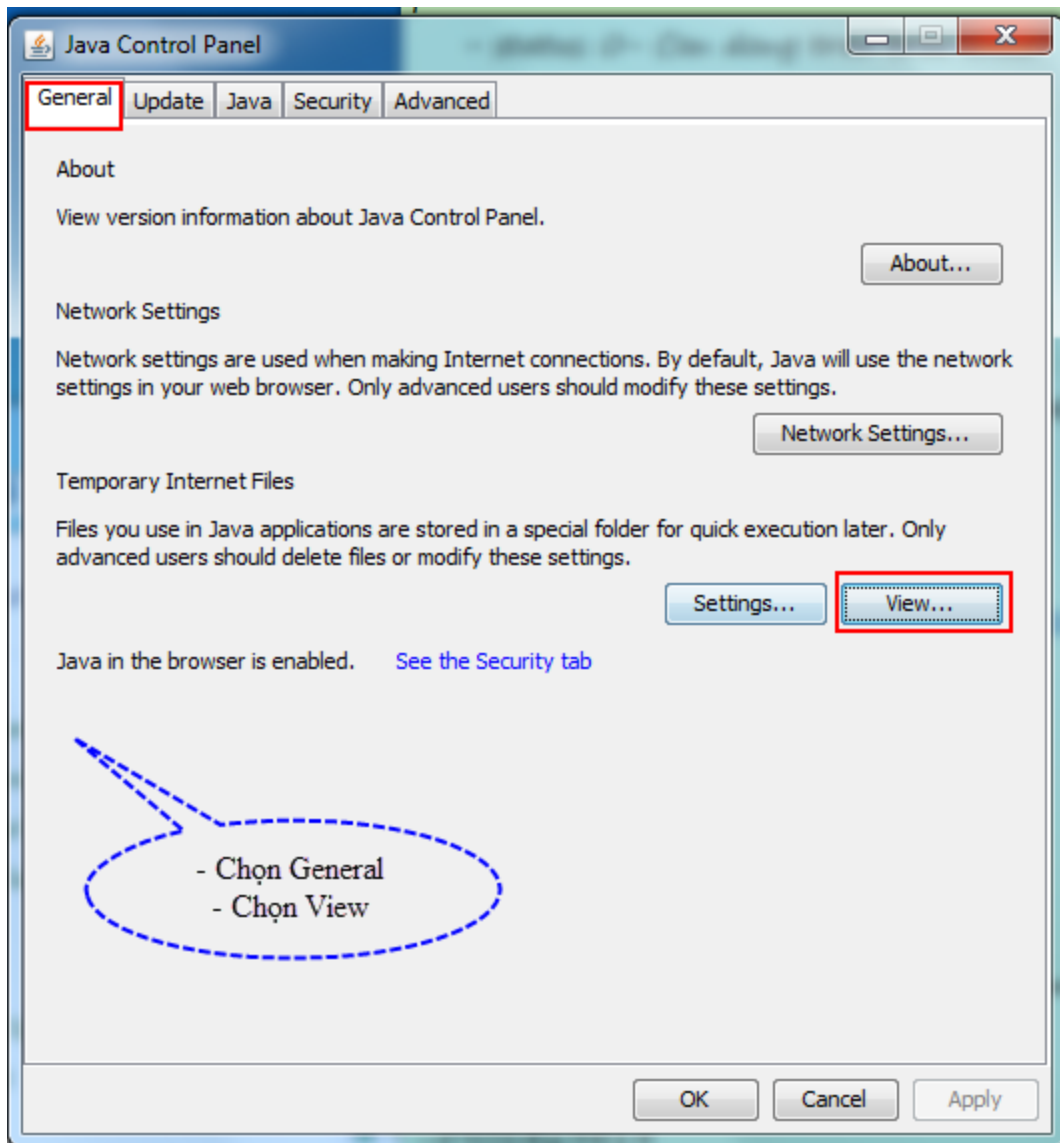 Java Control Panel
General Update Java Security Advanced
About
View version information about Java Control Panel.
About...
Network Settings
Network settings are used when making Internet connections. By default, Java will use the network
settings in your web browser. Only advanced users should modify these settings.
Network Settings...
Temporary Internet Files
Files you use in Java applications are stored in a special folder for quick execution later. Only
advanced users should delete files or modify these settings.
Settings... View...
Java in the browser is enabled. See the Security tab
- Chọn General
- Chọn View
OK Cancel Apply